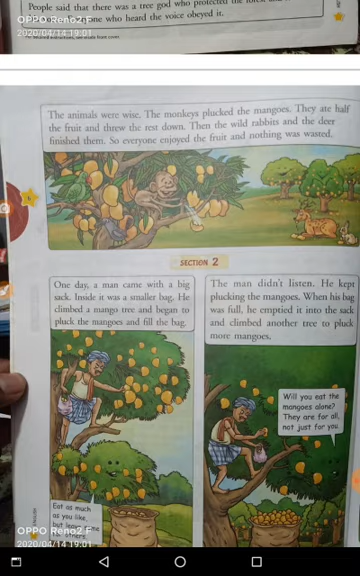 People said that there was a tree god who protected the
one who heard the voice obeyed it.
OPPO Reno2 F
2020/04/14 19:01
The animals were wise. The monkeys plucked the mangoes. They ate half
the fruit and threw the rest down. Then the wild rabbits and the deer
finished them. So everyone enjoyed the fruit and nothing was wasted.
SECTION 2
One day, a man came with a big
sack. Inside it was a smaller bag. He
climbed a mango tree and began to
pluck the mangoes and fill the bag.
The man didn't listen. He kept
plucking the mangoes. When his bag
was full, he emptied it into the sack
and climbed another tree to pluck
more mangoes.
Will you eat the
mangoes alone?
They are for all,
not just for you.
Eat as much
as you like,
but
OPPO Reno2 F
2020/04/14 19:01